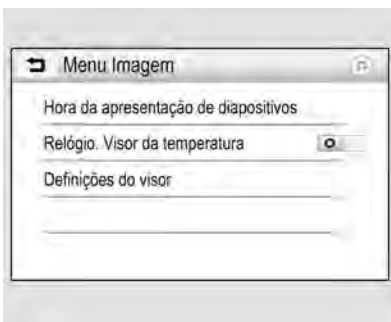 Menu Imagem
Hora da apresentação de diapositivos
Relógio. Visor da temperatura
Definições do visor